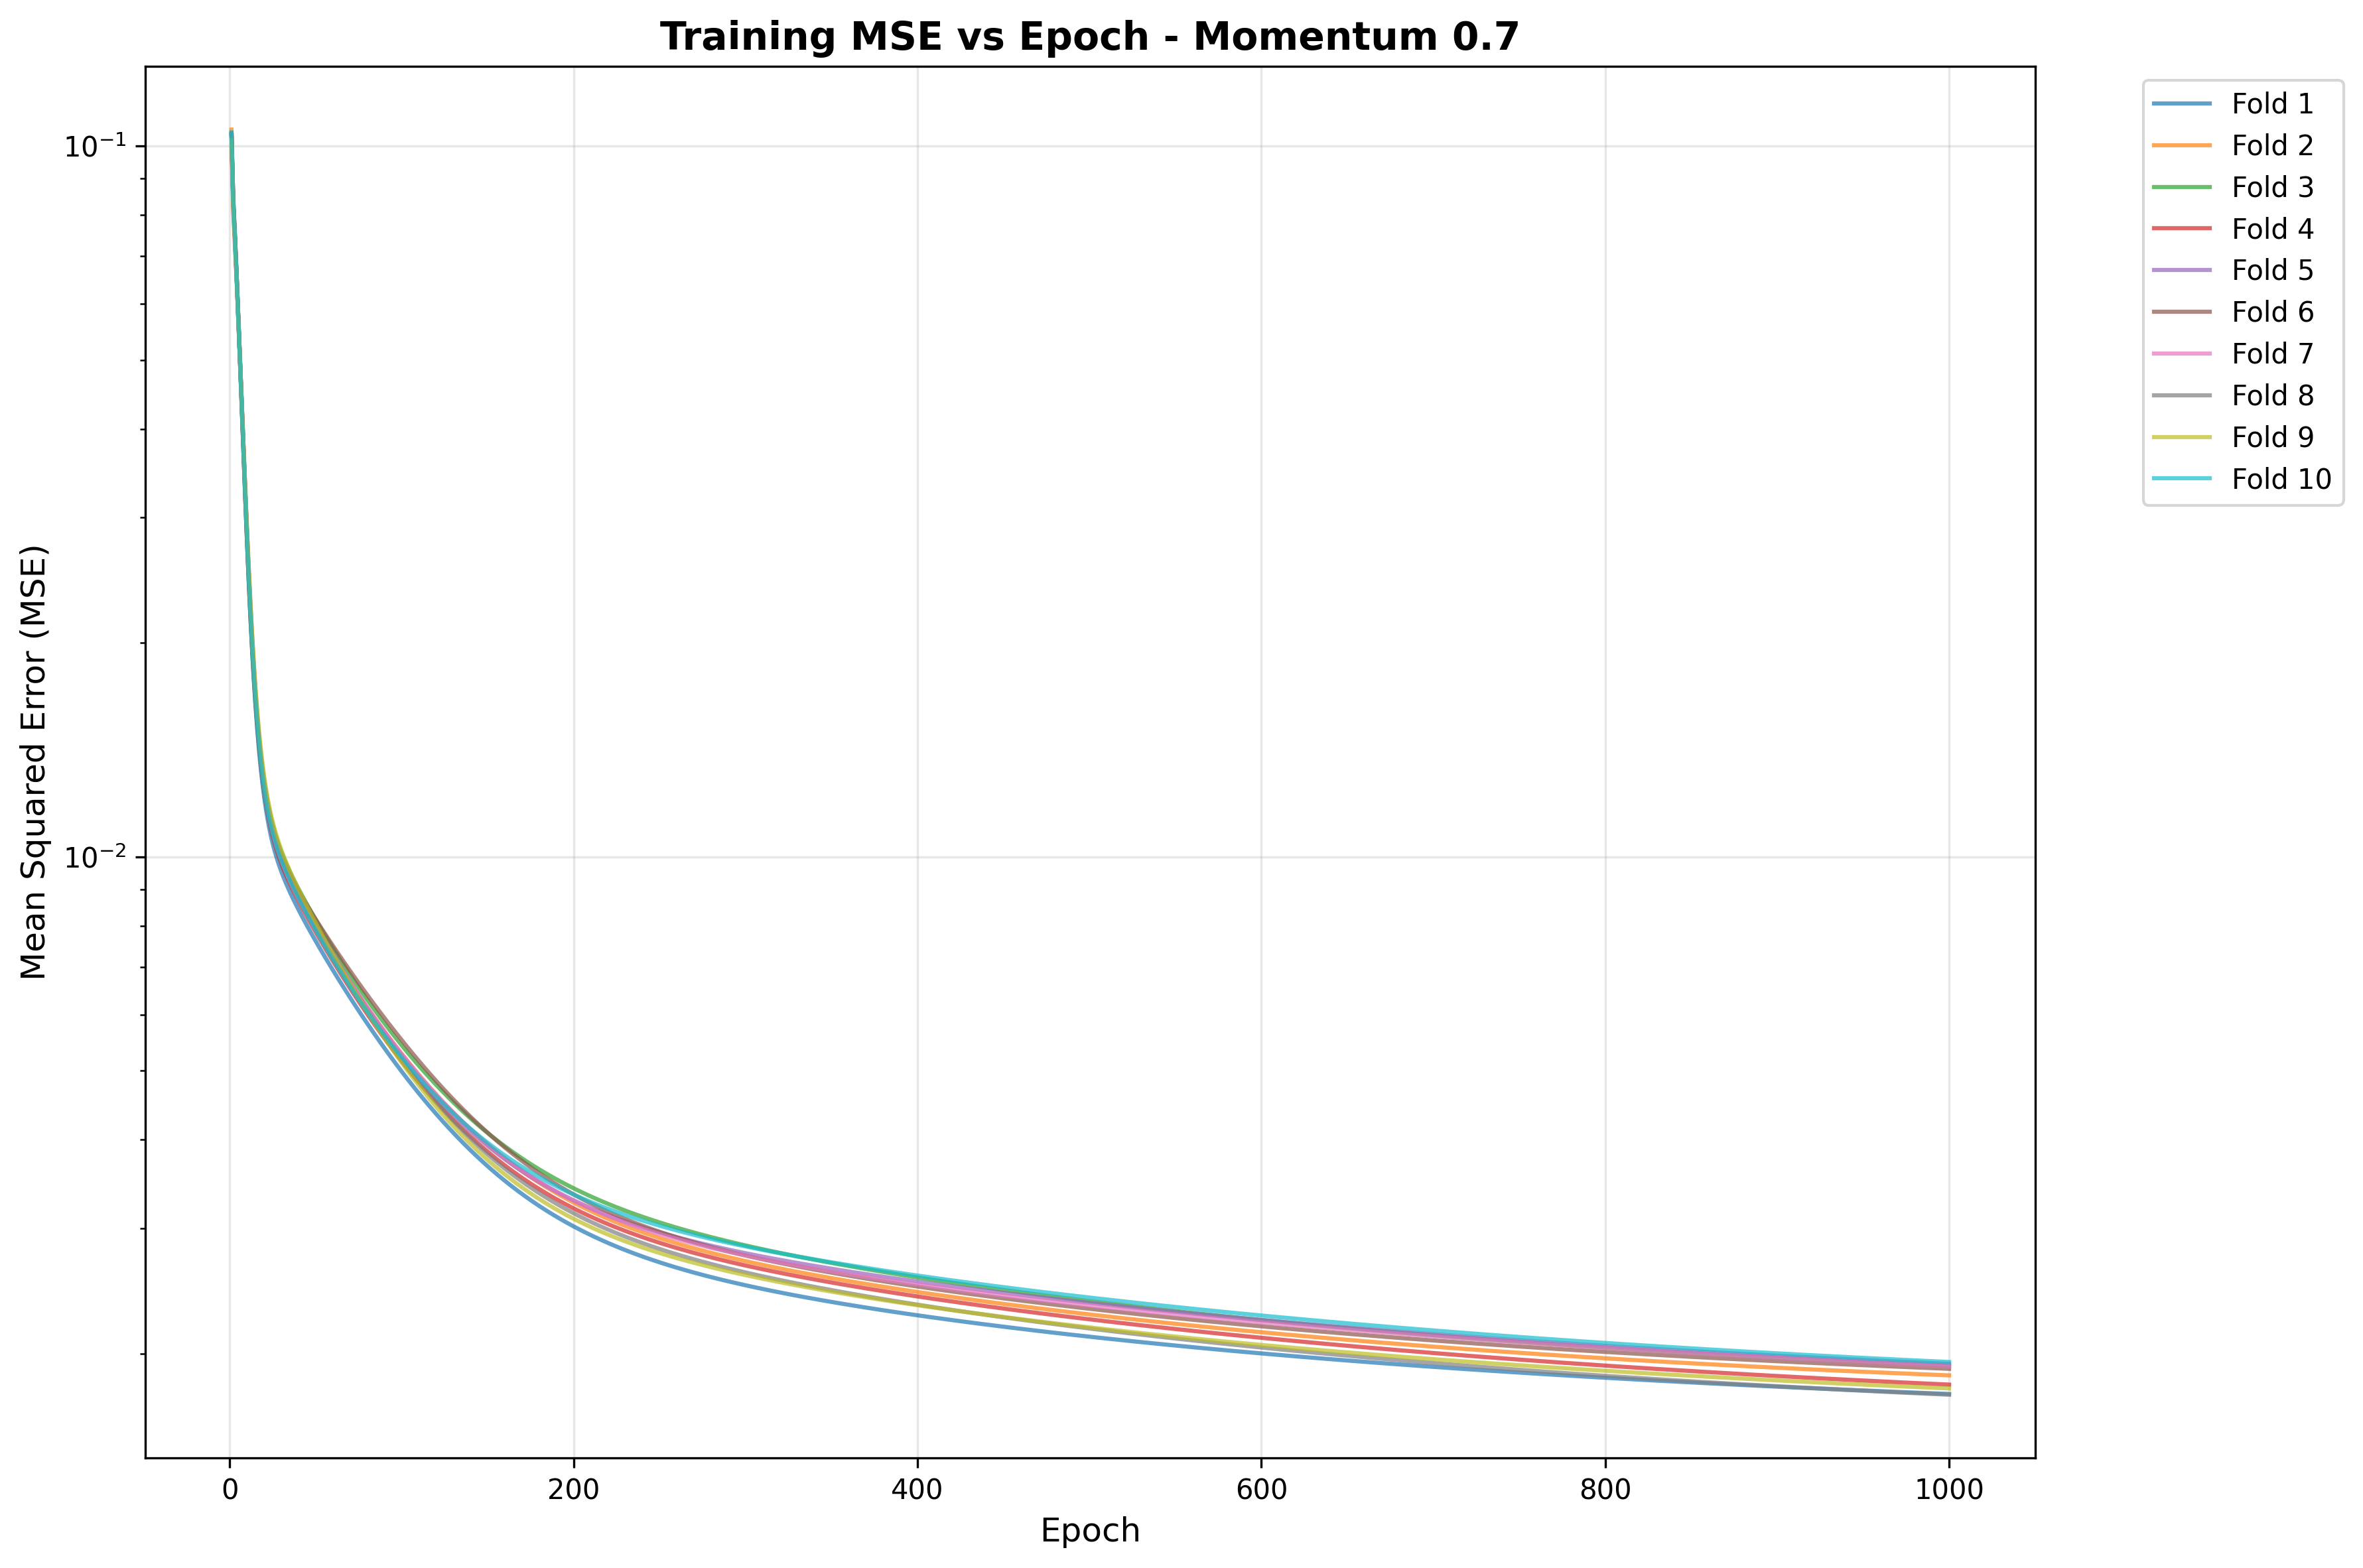 Training MSE vs Epoch - Momentum 0.7
Mean Squared Error (MSE)
10⁻¹
10⁻²
0 200 400 600 800 1000
Epoch
Fold 1
Fold 2
Fold 3
Fold 4
Fold 5
Fold 6
Fold 7
Fold 8
Fold 9
Fold 10